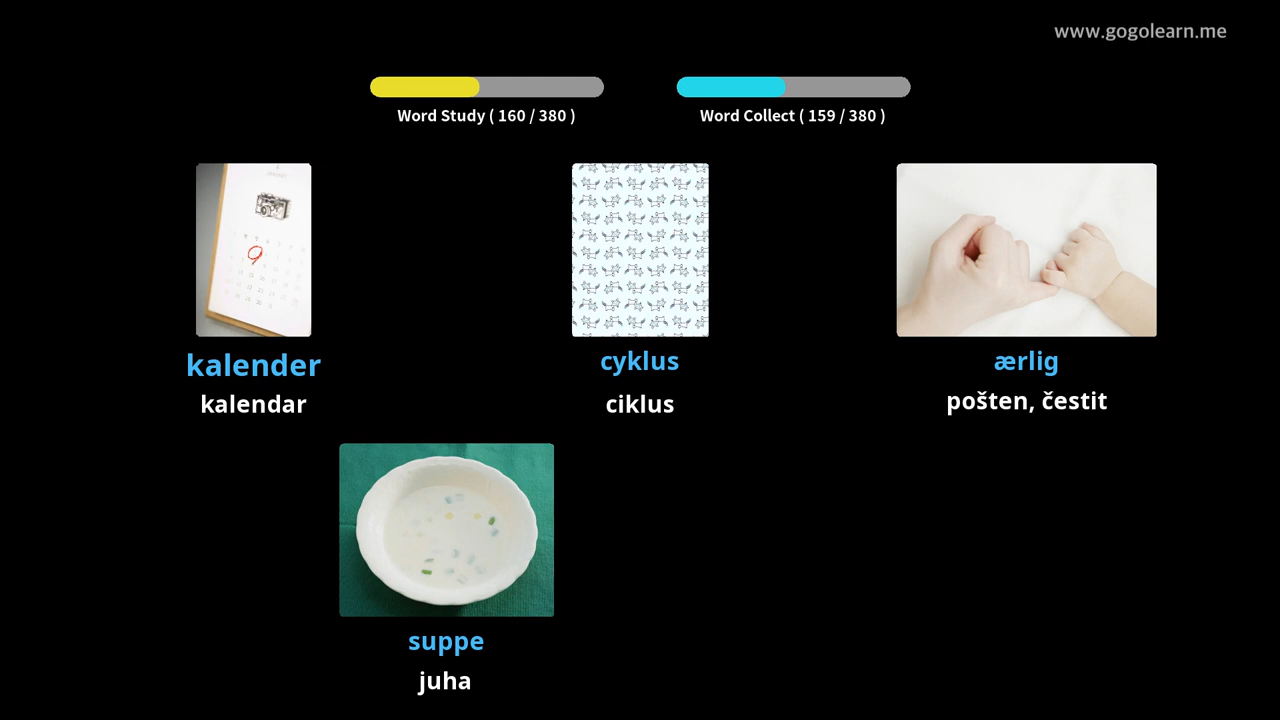 www.gogolearn.me
Word Study ( 160 / 380 )
Word Collect ( 159 / 380 )
kalender
kalendar
cyklus
ciklus
ærlig
pošten, čestit
suppe
juha